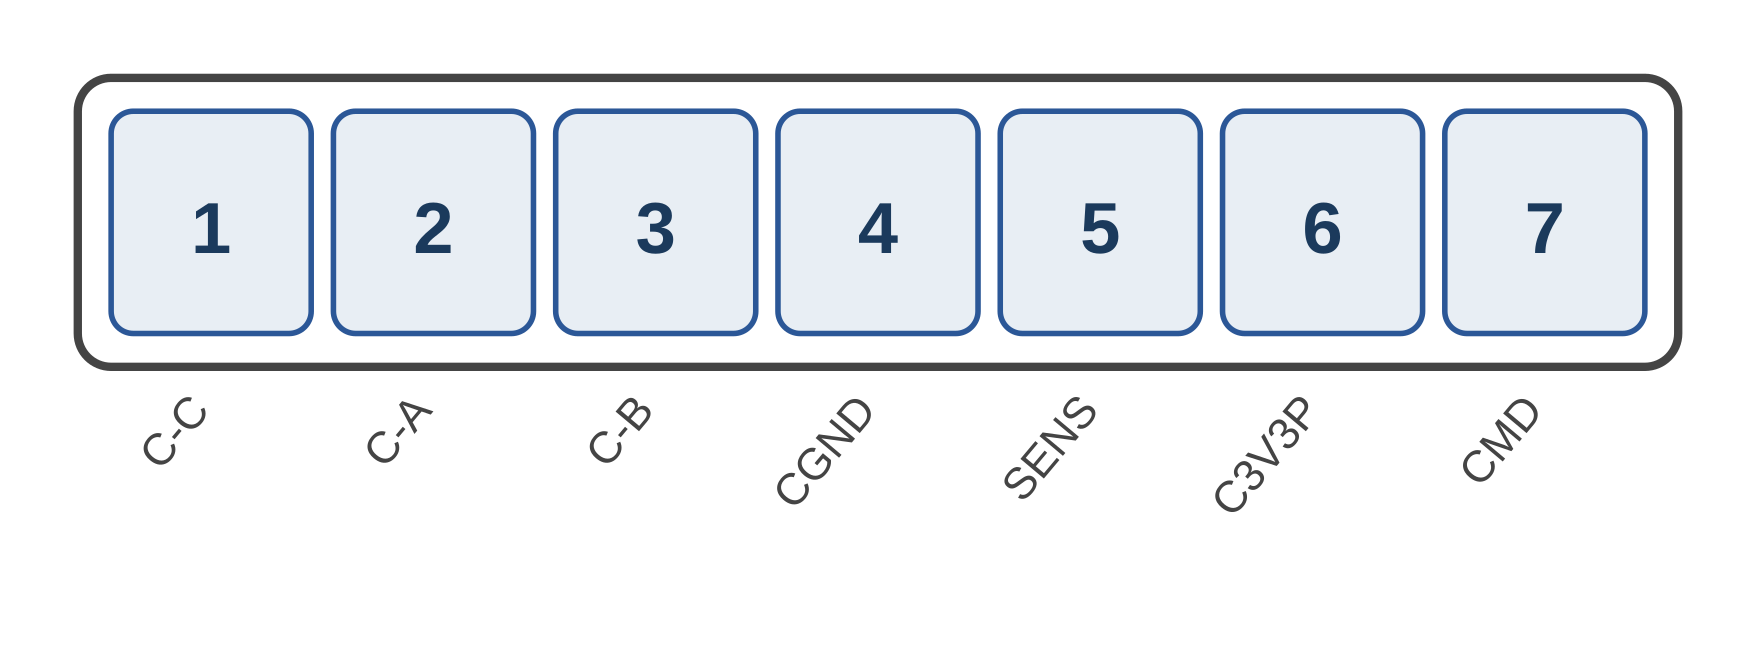 1 2 3 4 5 6 7
C-C C-A C-B CGND SENS C3V3P CMD